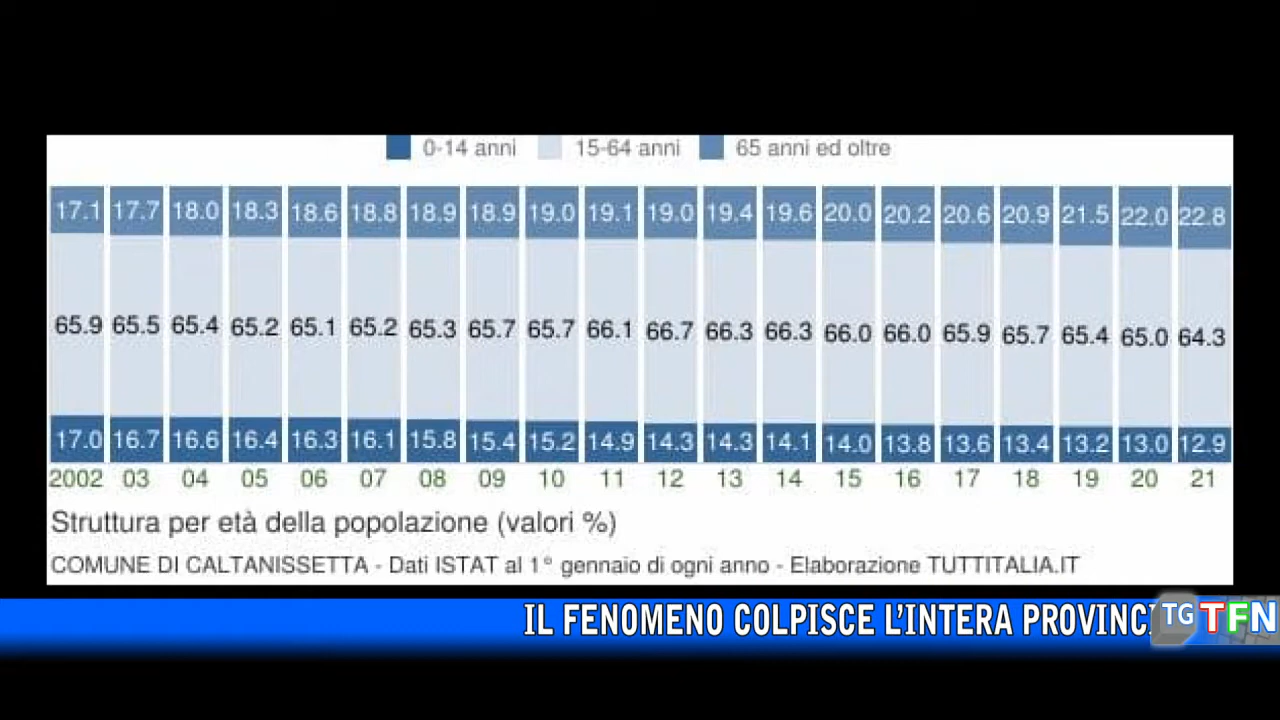 0-14 anni 15-64 anni 65 anni ed oltre
17.1 17.7 18.0 18.3 18.6 18.8 18.9 18.9 19.0 19.1 19.0 19.4 19.6 20.0 20.2 20.6 20.9 21.5 22.0 22.8
65.9 65.5 65.4 65.2 65.1 65.2 65.3 65.7 65.7 66.1 66.7 66.3 66.3 66.0 66.0 65.9 65.7 65.4 65.0 64.3
17.0 16.7 16.6 16.4 16.3 16.1 15.8 15.4 15.2 14.9 14.3 14.3 14.1 14.0 13.8 13.6 13.4 13.2 13.0 12.9
2002 03 04 05 06 07 08 09 10 11 12 13 14 15 16 17 18 19 20 21
Struttura per età della popolazione (valori %)
COMUNE DI CALTANISSETTA - Dati ISTAT al 1° gennaio di ogni anno - Elaborazione TUTTITALIA.IT
IL FENOMENO COLPISCE L'INTERA PROVINC
TG TFN